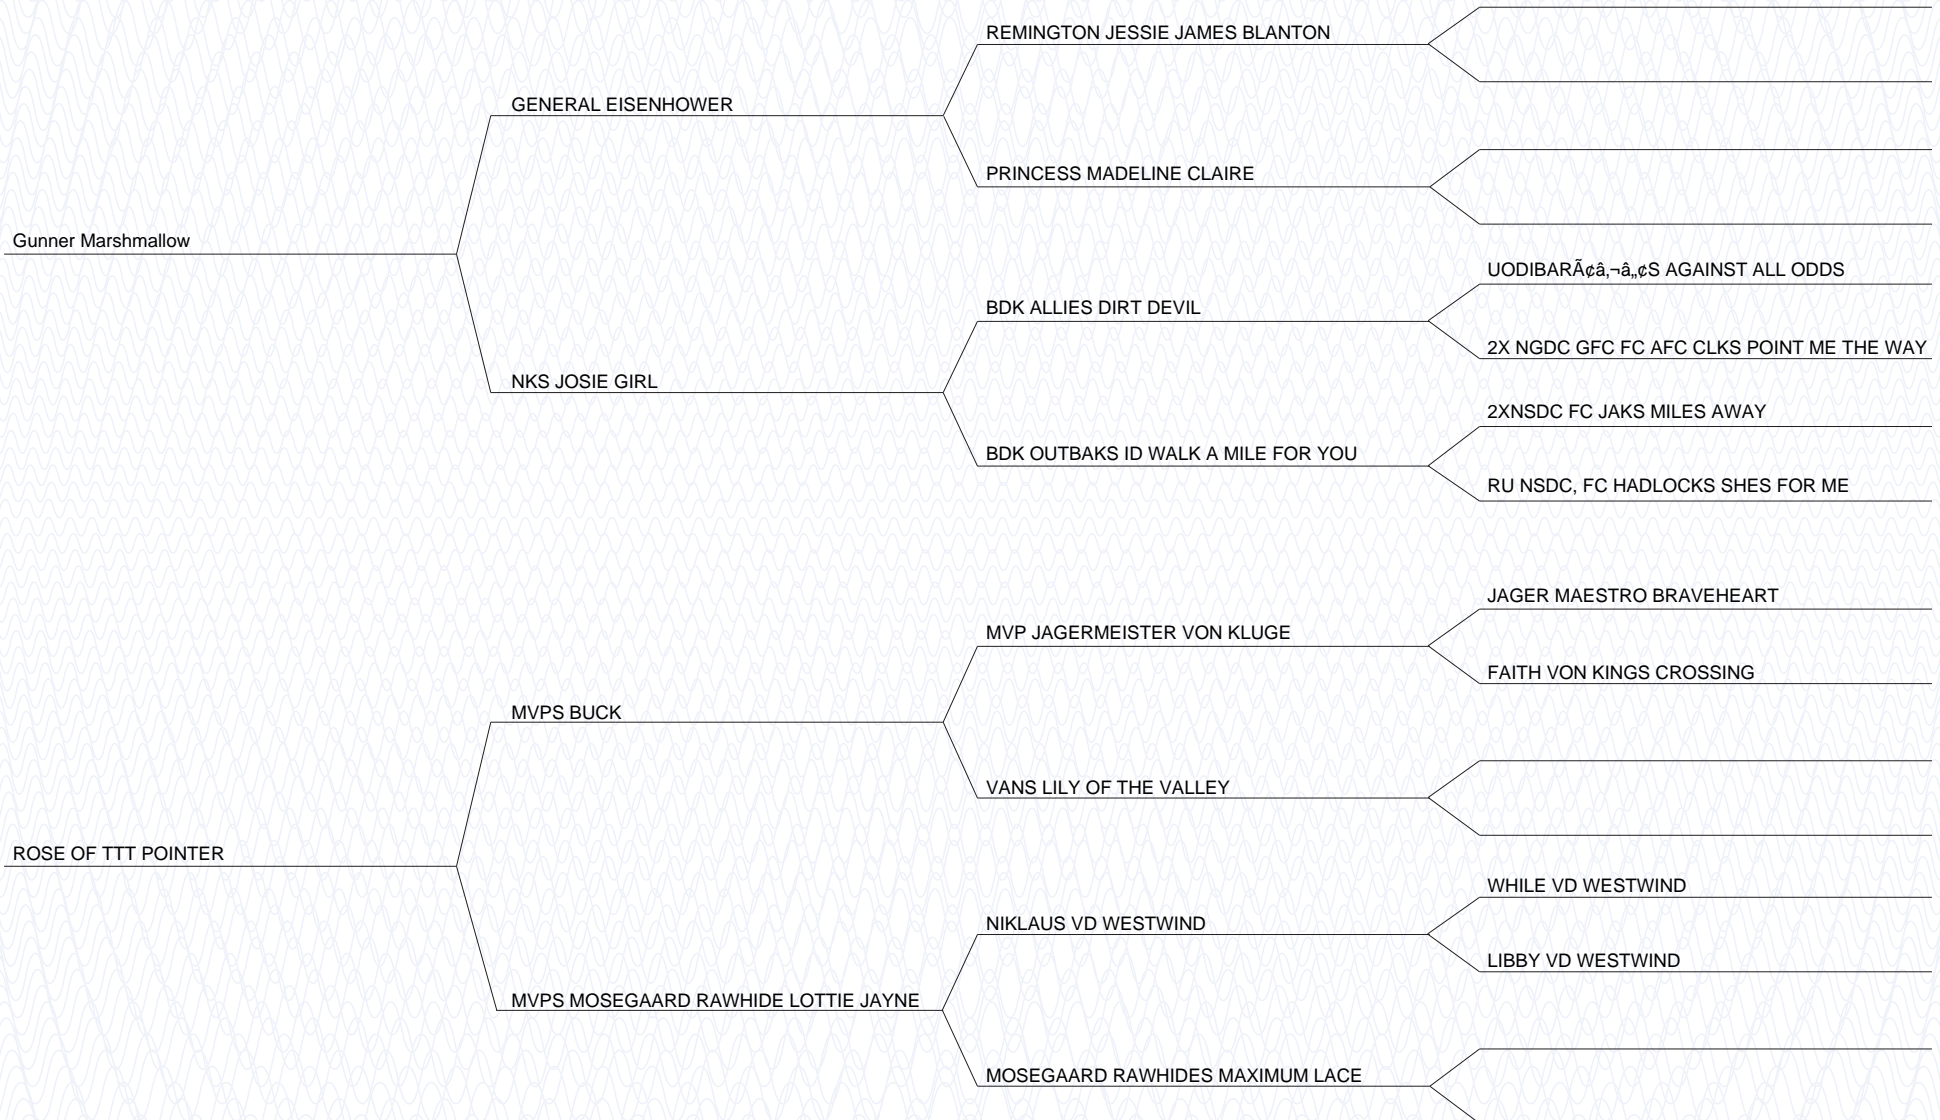 REMINGTON JESSIE JAMES BLANTON
GENERAL EISENHOWER
PRINCESS MADELINE CLAIRE
Gunner Marshmallow
UODIBARÃ¢â‚¬â„¢S AGAINST ALL ODDS
BDK ALLIES DIRT DEVIL
2X NGDC GFC FC AFC CLKS POINT ME THE WAY
NKS JOSIE GIRL
2XNSDC FC JAKS MILES AWAY
BDK OUTBAKS ID WALK A MILE FOR YOU
RU NSDC, FC HADLOCKS SHES FOR ME
JAGER MAESTRO BRAVEHEART
MVP JAGERMEISTER VON KLUGE
FAITH VON KINGS CROSSING
MVPS BUCK
VANS LILY OF THE VALLEY
ROSE OF TTT POINTER
WHILE VD WESTWIND
NIKLAUS VD WESTWIND
LIBBY VD WESTWIND
MVPS MOSEGAARD RAWHIDE LOTTIE JAYNE
MOSEGAARD RAWHIDES MAXIMUM LACE